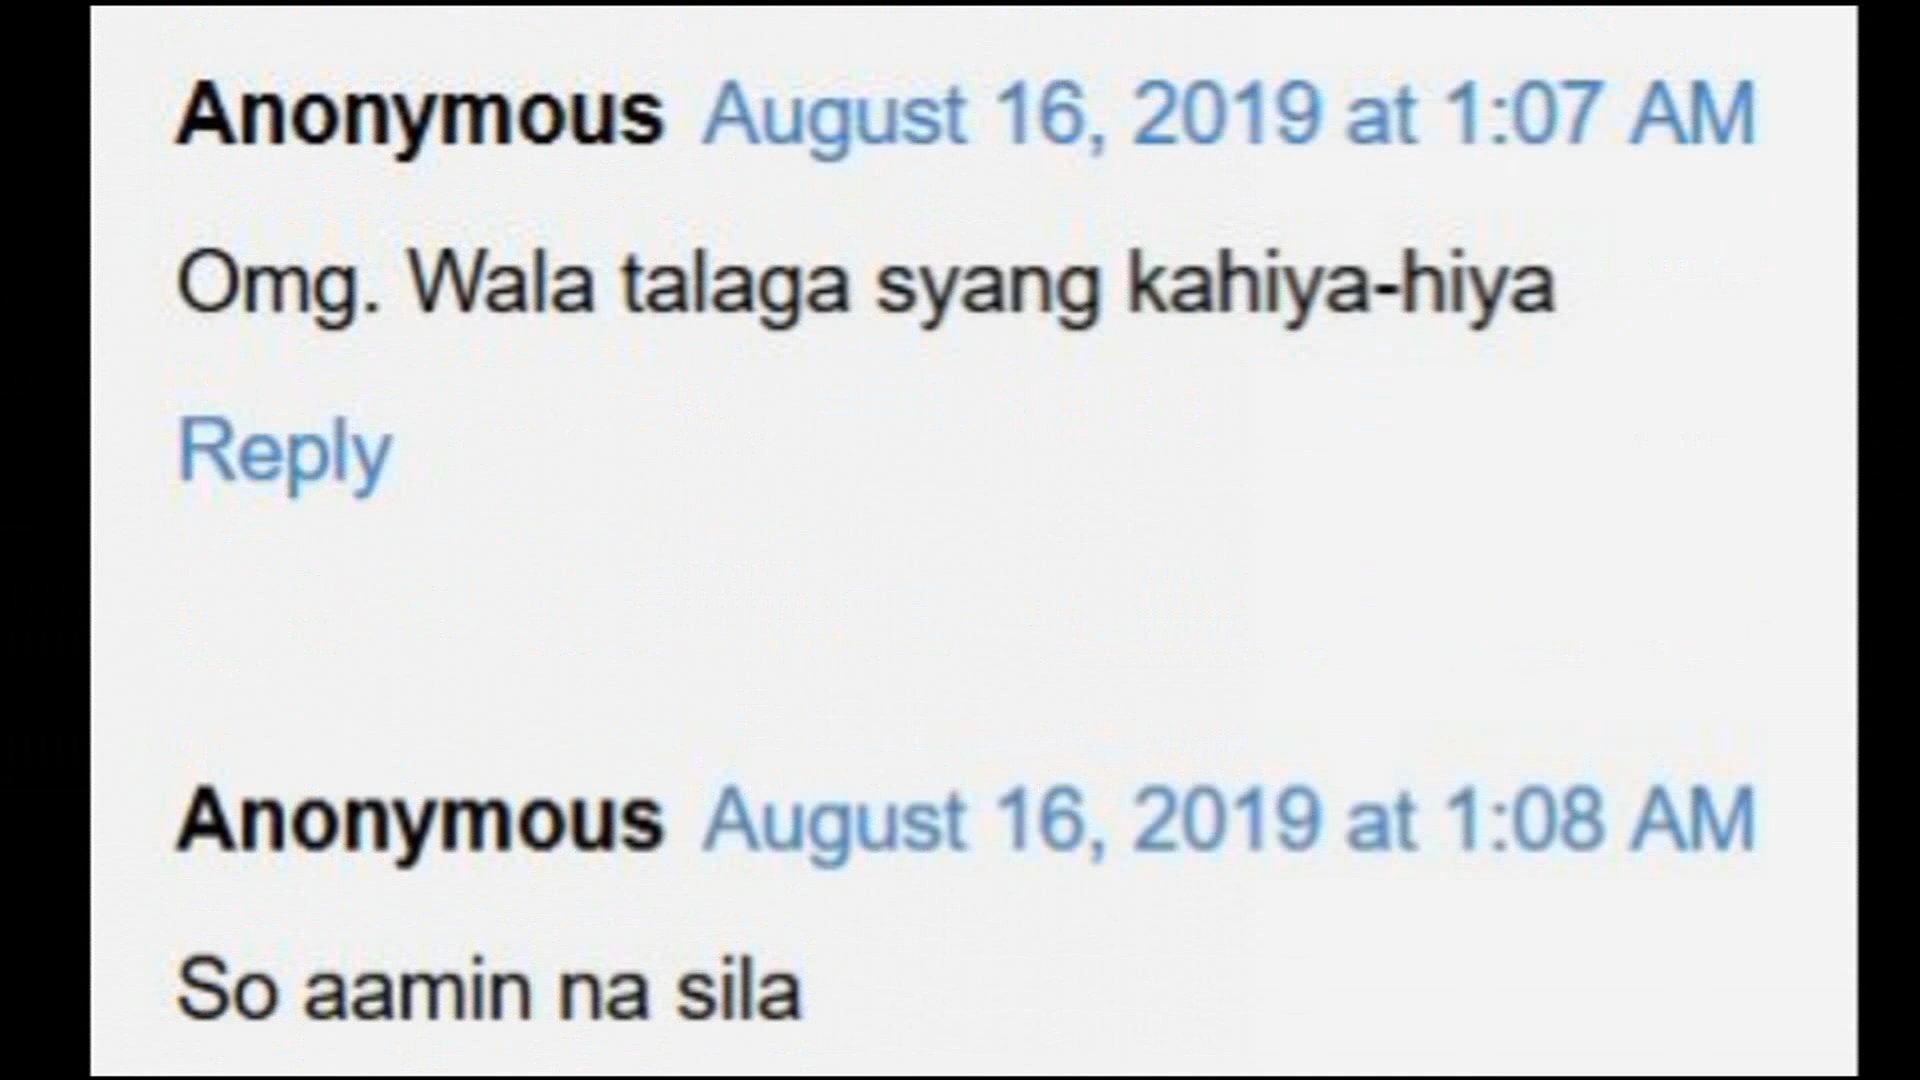 Anonymous August 16, 2019 at 1:07 AM
Omg. Wala talaga syang kahiya-hiya
Reply
Anonymous August 16, 2019 at 1:08 AM
So aamin na sila